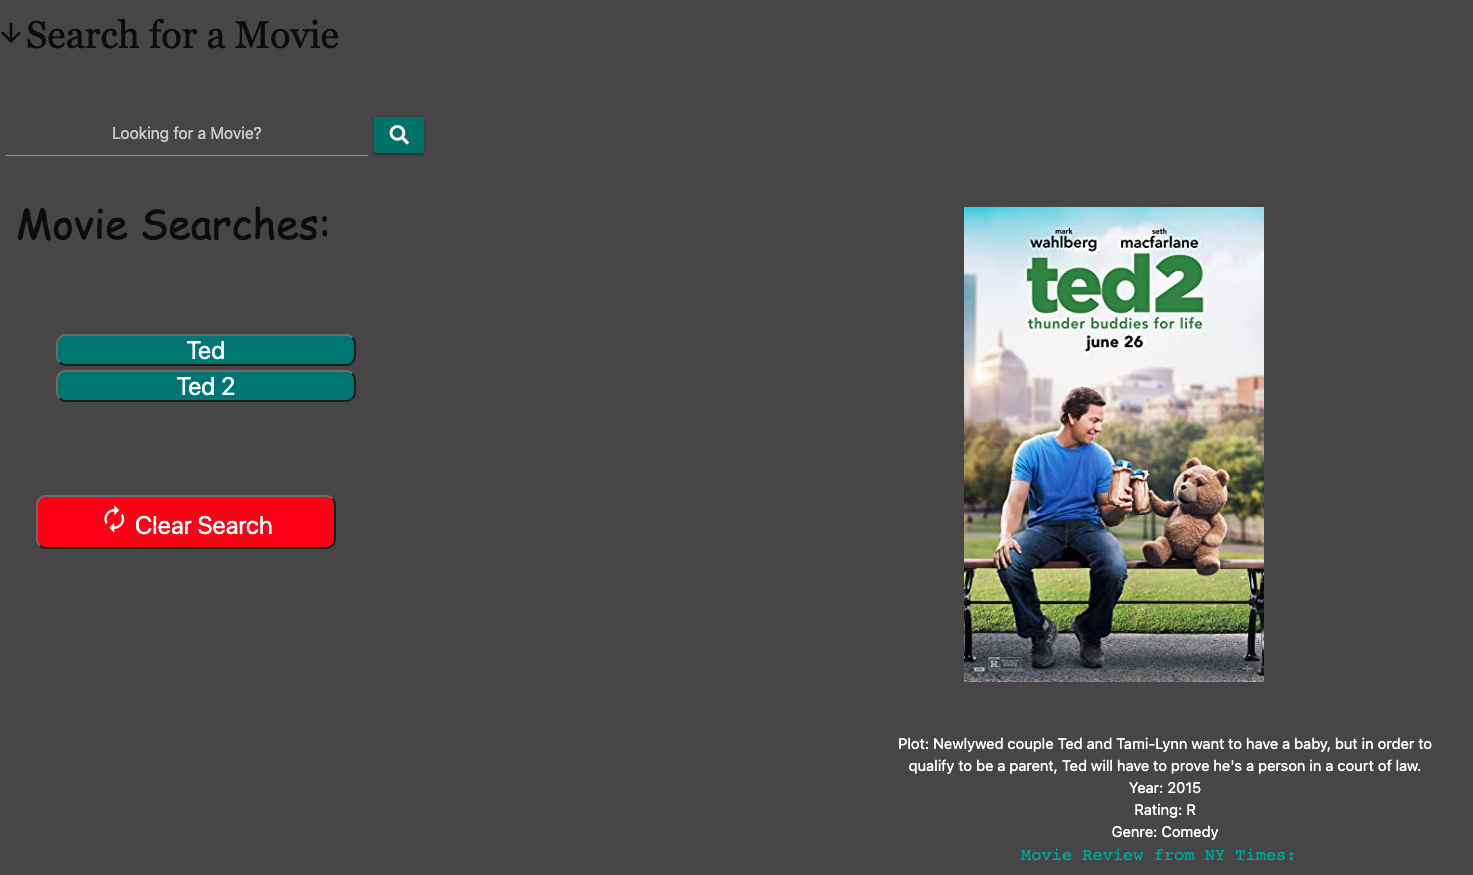 Search for a Movie
Looking for a Movie?
Movie Searches:
Ted
Ted 2
Clear Search
mark wahlberg
seth macfarlane
ted2
thunder buddies for life
june 26
R
Plot: Newlywed couple Ted and Tami-Lynn want to have a baby, but in order to
qualify to be a parent, Ted will have to prove he's a person in a court of law.
Year: 2015
Rating: R
Genre: Comedy
Movie Review from NY Times: